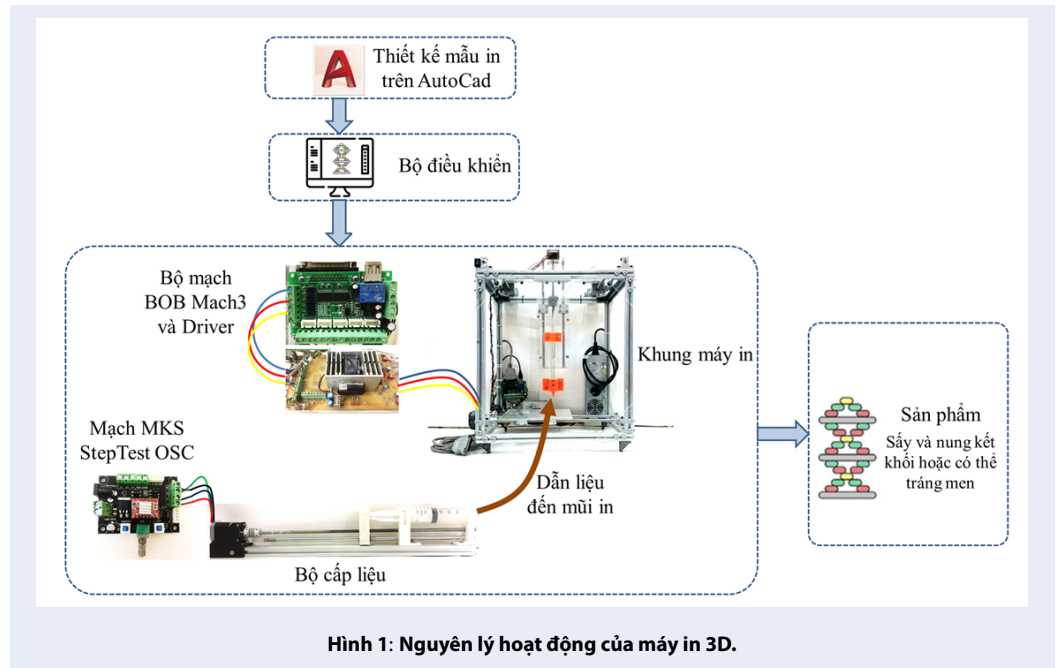 Thiết kế mẫu in
trên AutoCad
Bộ điều khiển
Bộ mạch
BOB Mach3
và Driver
Khung máy in
Mạch MKS
StepTest OSC
Dẫn liệu
đến mũi in
Bộ cấp liệu
Sản phẩm
Sấy và nung kết
khối hoặc có thể
tráng men
Hình 1: Nguyên lý hoạt động của máy in 3D.